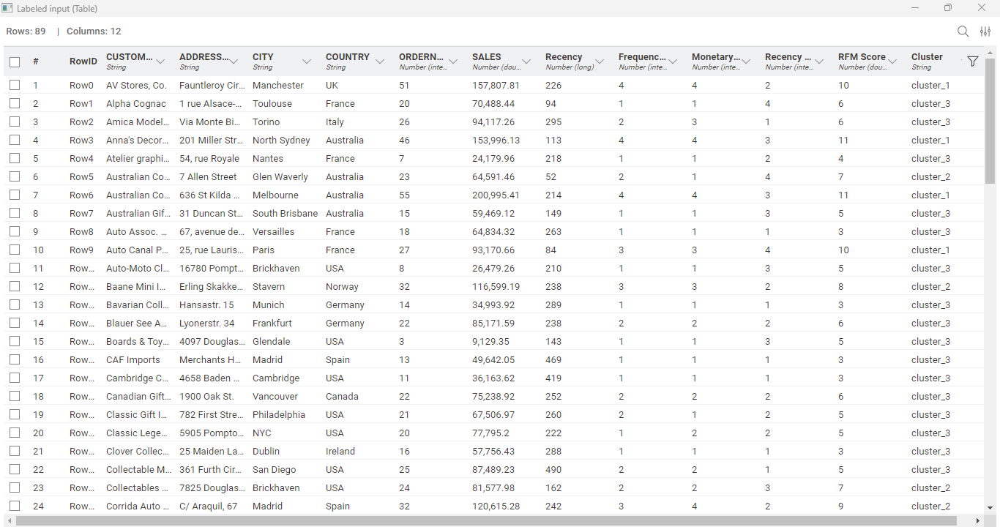 Labeled input (Table)
Rows: 89 | Columns: 12
# RowID CUSTOM... ADDRESS... CITY COUNTRY ORDERN... SALES Recency Frequenc... Monetary... Recency ... RFM Score Cluster
String String String String Number (inte... Number (dou... Number (long) Number (inte... Number (inte... Number (inte... Number (dou... String
1 Row0 AV Stores, Co. Fauntleroy Cir... Manchester UK 51 157,807.81 226 4 4 2 10 cluster_1
2 Row1 Alpha Cognac 1 rue Alsace-... Toulouse France 20 70,488.44 94 1 1 4 6 cluster_3
3 Row2 Amica Model... Via Monte Bi... Torino Italy 26 94,117.26 295 2 3 1 6 cluster_3
4 Row3 Anna's Decor... 201 Miller Str... North Sydney Australia 46 153,996.13 113 4 4 3 11 cluster_1
5 Row4 Atelier graphi... 54, rue Royale Nantes France 7 24,179.96 218 1 1 2 4 cluster_3
6 Row5 Australian Co... 7 Allen Street Glen Waverly Australia 23 64,591.46 52 2 1 4 7 cluster_2
7 Row6 Australian Co... 636 St Kilda ... Melbourne Australia 55 200,995.41 214 4 4 3 11 cluster_1
8 Row7 Australian Gif... 31 Duncan St... South Brisbane Australia 15 59,469.12 149 1 1 3 5 cluster_3
9 Row8 Auto Assoc. ... 67, avenue de... Versailles France 18 64,834.32 263 1 1 1 3 cluster_3
10 Row9 Auto Canal P... 25, rue Lauris... Paris France 27 93,170.66 84 3 3 4 10 cluster_1
11 Row... Auto-Moto Cl... 16780 Pompt... Brickhaven USA 8 26,479.26 210 1 1 3 5 cluster_3
12 Row... Baane Mini I... Erling Skakke... Stavern Norway 32 116,599.19 238 3 3 2 8 cluster_2
13 Row... Bavarian Coll... Hansastr. 15 Munich Germany 14 34,993.92 289 1 1 1 3 cluster_3
14 Row... Blauer See A... Lyonerstr. 34 Frankfurt Germany 22 85,171.59 238 2 2 2 6 cluster_3
15 Row... Boards & Toy... 4097 Douglas... Glendale USA 3 9,129.35 143 1 1 3 5 cluster_3
16 Row... CAF Imports Merchants H... Madrid Spain 13 49,642.05 469 1 1 1 3 cluster_3
17 Row... Cambridge C... 4658 Baden ... Cambridge USA 11 36,163.62 419 1 1 1 3 cluster_3
18 Row... Canadian Gift... 1900 Oak St. Vancouver Canada 22 75,238.92 252 2 2 2 6 cluster_3
19 Row... Classic Gift I... 782 First Stre... Philadelphia USA 21 67,506.97 260 2 1 2 5 cluster_3
20 Row... Classic Lege... 5905 Pompto... NYC USA 20 77,795.2 222 1 2 2 5 cluster_3
21 Row... Clover Collec... 25 Maiden La... Dublin Ireland 16 57,756.43 288 1 1 1 3 cluster_3
22 Row... Collectable M... 361 Furth Cir... San Diego USA 25 87,489.23 490 2 2 1 5 cluster_3
23 Row... Collectables ... 7825 Douglas... Brickhaven USA 24 81,577.98 162 2 2 3 7 cluster_2
24 Row... Corrida Auto ... C/ Araquil, 67 Madrid Spain 32 120,615.28 242 3 4 2 9 cluster_2